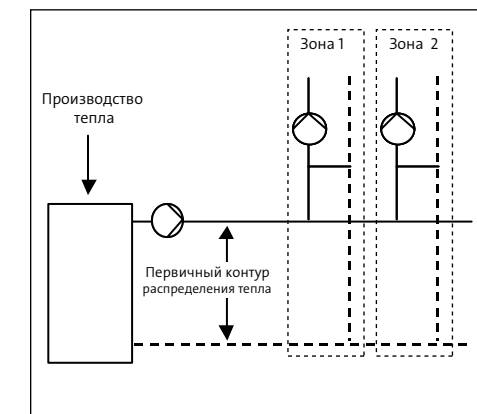 Зона 1
Зона 2
Производство
тепла
Первичный контур
распределения тепла